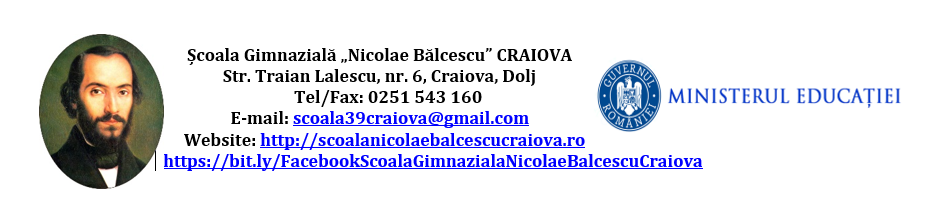 Școala Gimnazială „Nicolae Bălcescu” CRAIOVA
Str. Traian Lalescu, nr. 6, Craiova, Dolj
Tel/Fax: 0251 543 160
E-mail: scoala39craiova@gmail.com
Website: http://scoalanicolaebalcescucraiova.ro
https://bit.ly/FacebookScoalaGimnazialaNicolaeBalcescuCraiova
GUVERNUL ROMÂNIEI
MINISTERUL EDUCAȚIEI